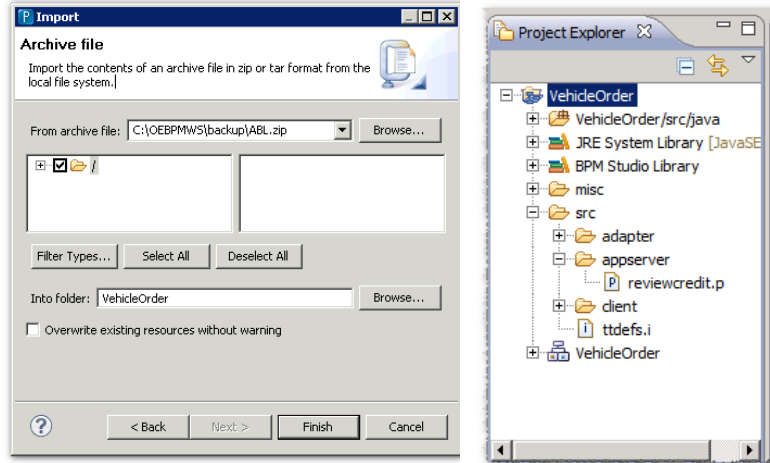 Import
Archive file
Import the contents of an archive file in zip or tar format from the
local file system.
From archive file: C:\OEBPMWS\backup\ABL.zip Browse...
/
Filter Types... Select All Deselect All
Into folder: VehicleOrder Browse...
Overwrite existing resources without warning
? < Back Next > Finish Cancel
Project Explorer
VehicleOrder
VehicleOrder/src/java
JRE System Library [JavaSE
BPM Studio Library
misc
src
adapter
appserver
reviewcredit.p
client
ttdefs.i
VehicleOrder